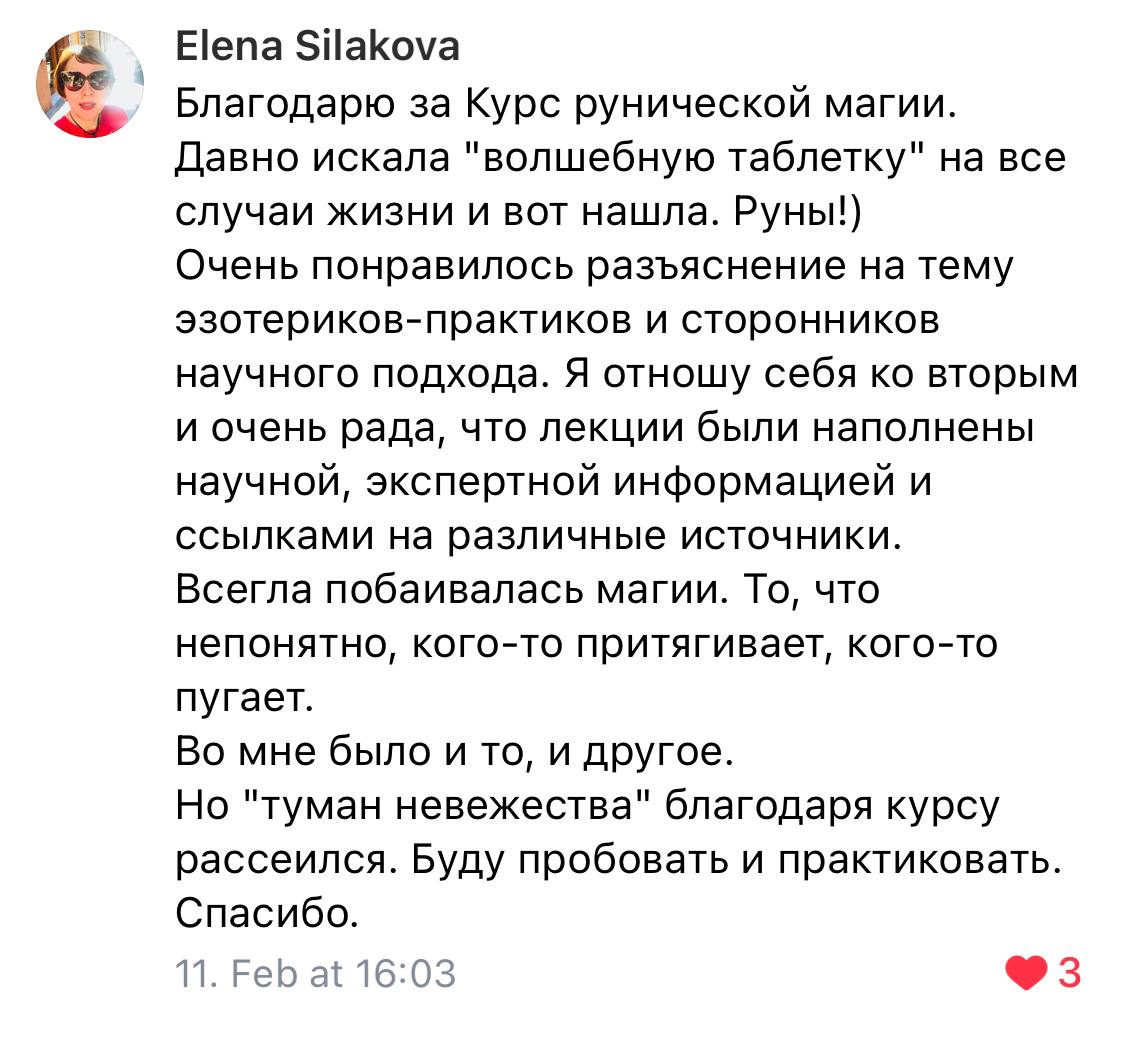 Elena Silakova
Благодарю за Курс рунической магии.
Давно искала "волшебную таблетку" на все
случаи жизни и вот нашла. Руны!)
Очень понравилось разъяснение на тему
эзотериков-практиков и сторонников
научного подхода. Я отношу себя ко вторым
и очень рада, что лекции были наполнены
научной, экспертной информацией и
ссылками на различные источники.
Всегла побаивалась магии. То, что
непонятно, кого-то притягивает, кого-то
пугает.
Во мне было и то, и другое.
Но "туман невежества" благодаря курсу
рассеился. Буду пробовать и практиковать.
Спасибо.
11. Feb at 16:03
3